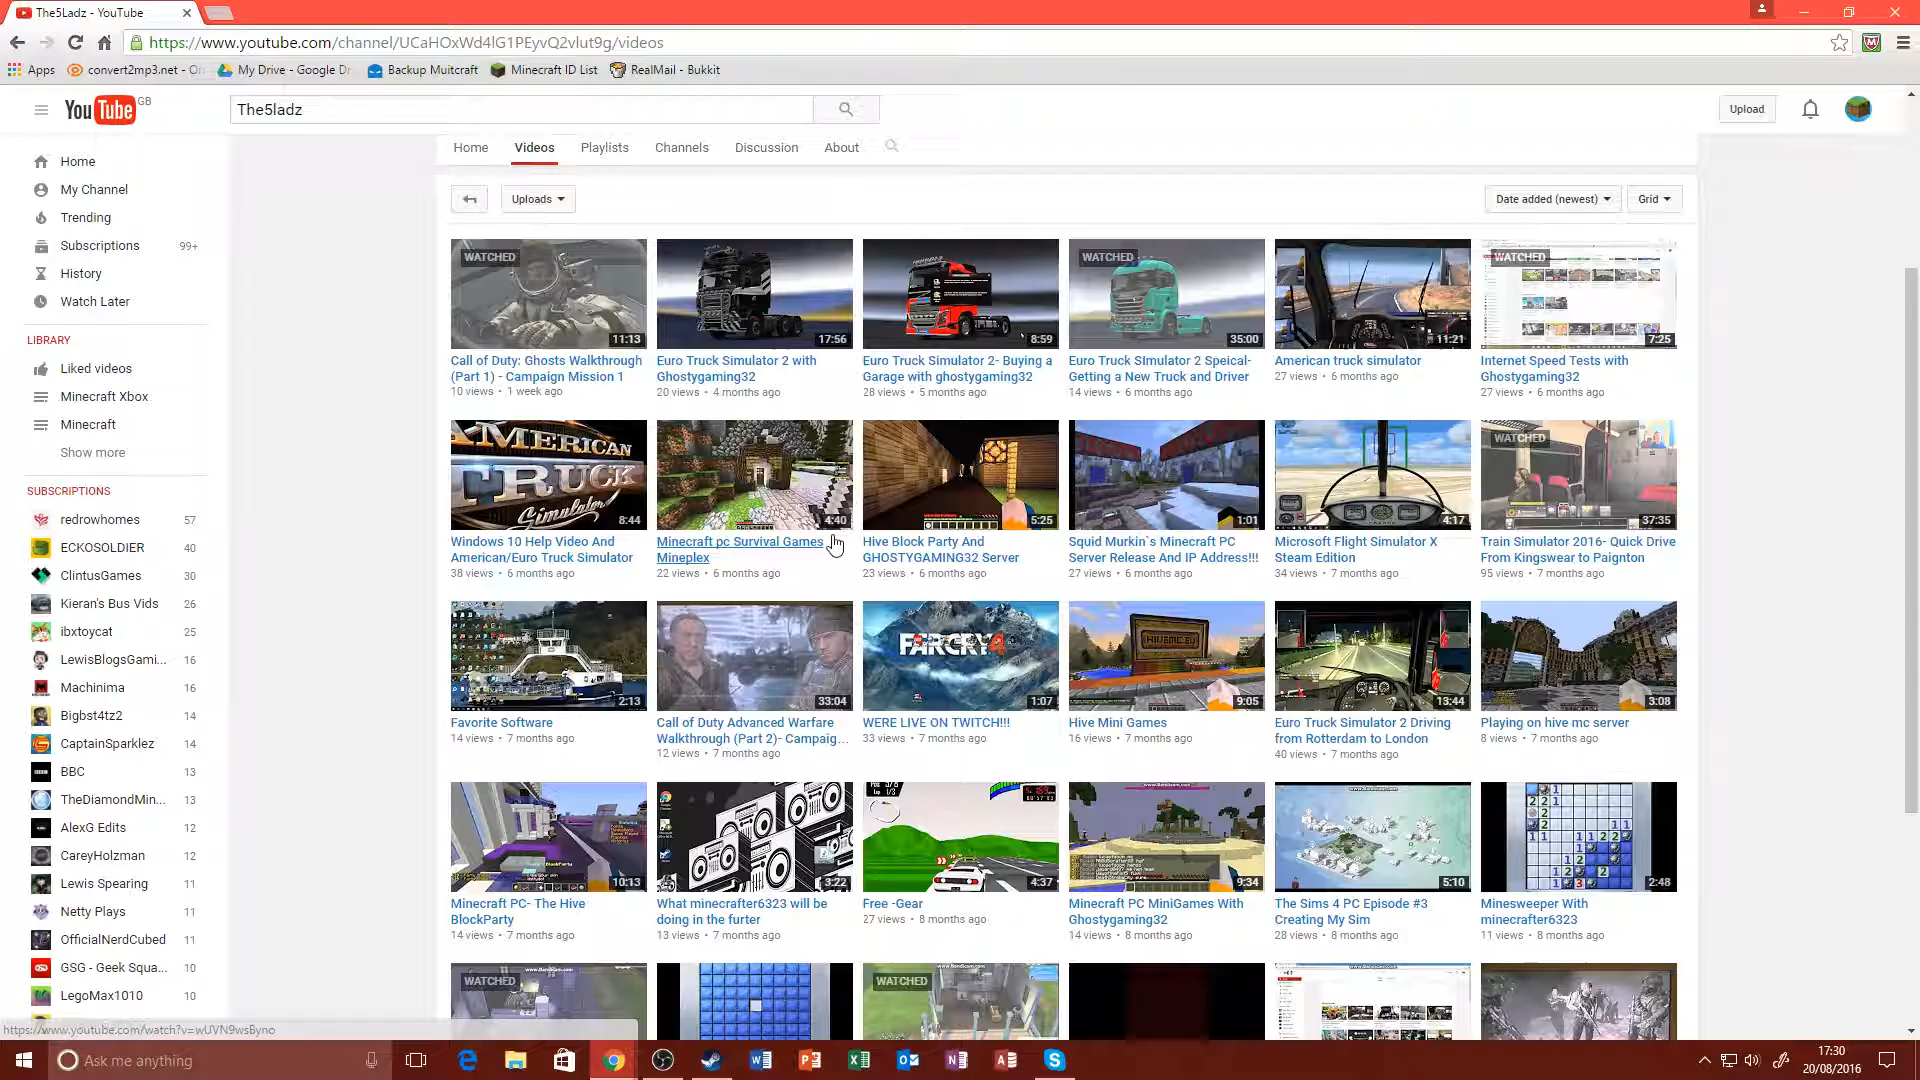 The5Ladz - YouTube
https://www.youtube.com/channel/UCaHOxWd4lG1PEyvQ2vlut9g/videos
Apps
convert2mp3.net - On
My Drive - Google Dr
Backup Muitcraft
Minecraft ID List
RealMail - Bukkit
YouTube GB
The5ladz
Upload
Home
Videos
Playlists
Channels
Discussion
About
Uploads
Date added (newest)
Grid
Home
My Channel
Trending
Subscriptions 99+
History
Watch Later
LIBRARY
Liked videos
Minecraft Xbox
Minecraft
Show more
SUBSCRIPTIONS
redrowhomes 57
ECKOSOLDIER 40
ClintusGames 30
Kieran's Bus Vids 26
ibxtoycat 25
LewisBlogsGami... 16
Machinima 16
Bigbst4tz2 14
CaptainSparklez 14
BBC 13
TheDiamondMin... 13
AlexG Edits 12
CareyHolzman 12
Lewis Spearing 11
Netty Plays 11
OfficialNerdCubed 11
GSG - Geek Squa... 10
LegoMax1010 10
WATCHED
11:13
Call of Duty: Ghosts Walkthrough
(Part 1) - Campaign Mission 1
10 views • 1 week ago
17:56
Euro Truck Simulator 2 with
Ghostygaming32
20 views • 4 months ago
8:59
Euro Truck Simulator 2- Buying a
Garage with ghostygaming32
28 views • 5 months ago
WATCHED
35:00
Euro Truck SImulator 2 Speical-
Getting a New Truck and Driver
14 views • 6 months ago
11:21
American truck simulator
27 views • 6 months ago
WATCHED
7:25
Internet Speed Tests with
Ghostygaming32
27 views • 6 months ago
AMERICAN
TRUCK
Simulator
8:44
Windows 10 Help Video And
American/Euro Truck Simulator
38 views • 6 months ago
4:40
Minecraft pc Survival Games
Mineplex
22 views • 6 months ago
5:25
Hive Block Party And
GHOSTYGAMING32 Server
23 views • 6 months ago
1:01
Squid Murkin`s Minecraft PC
Server Release And IP Address!!!
27 views • 6 months ago
4:17
Microsoft Flight Simulator X
Steam Edition
34 views • 7 months ago
WATCHED
37:35
Train Simulator 2016- Quick Drive
From Kingswear to Paignton
95 views • 7 months ago
2:13
Favorite Software
14 views • 7 months ago
33:04
Call of Duty Advanced Warfare
Walkthrough (Part 2)- Campaig...
12 views • 7 months ago
FARCRY4
1:07
WERE LIVE ON TWITCH!!!
33 views • 7 months ago
HIVEMC.EU
9:05
Hive Mini Games
16 views • 7 months ago
13:44
Euro Truck Simulator 2 Driving
from Rotterdam to London
40 views • 7 months ago
3:08
Playing on hive mc server
8 views • 7 months ago
10:13
Minecraft PC- The Hive
BlockParty
14 views • 7 months ago
3:22
What minecrafter6323 will be
doing in the furter
13 views • 7 months ago
4:37
Free -Gear
27 views • 8 months ago
www.Bandicam.com
9:34
Minecraft PC MiniGames With
Ghostygaming32
14 views • 8 months ago
www.Bandicam.com
5:10
The Sims 4 PC Episode #3
Creating My Sim
28 views • 8 months ago
2:48
Minesweeper With
minecrafter6323
11 views • 8 months ago
WATCHED
www.Bandicam.com
WATCHED
www.Bandicam.com
https://www.youtube.com/watch?v=wUVN9wsByno
Ask me anything
17:30
20/08/2016